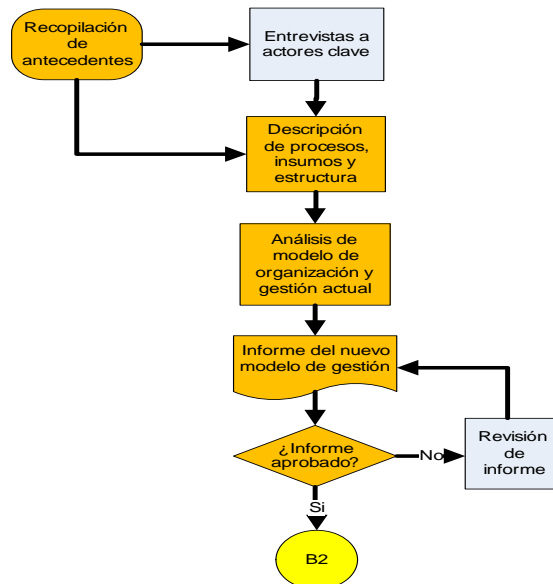 Recopilación
de
antecedentes
Entrevistas a
actores clave
Descripción
de procesos,
insumos y
estructura
Análisis de
modelo de
organización y
gestión actual
Informe del nuevo
modelo de gestión
¿Informe
aprobado?
No
Revisión
de
informe
Si
B2